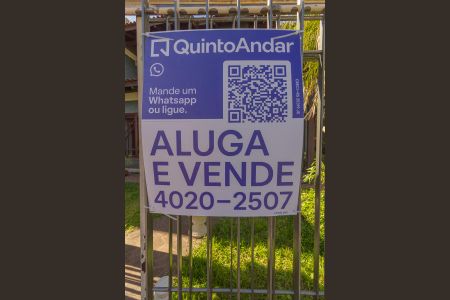 QuintoAndar
Mande um
Whatsapp
ou ligue.
ALUGA
E VENDE
4020-2507